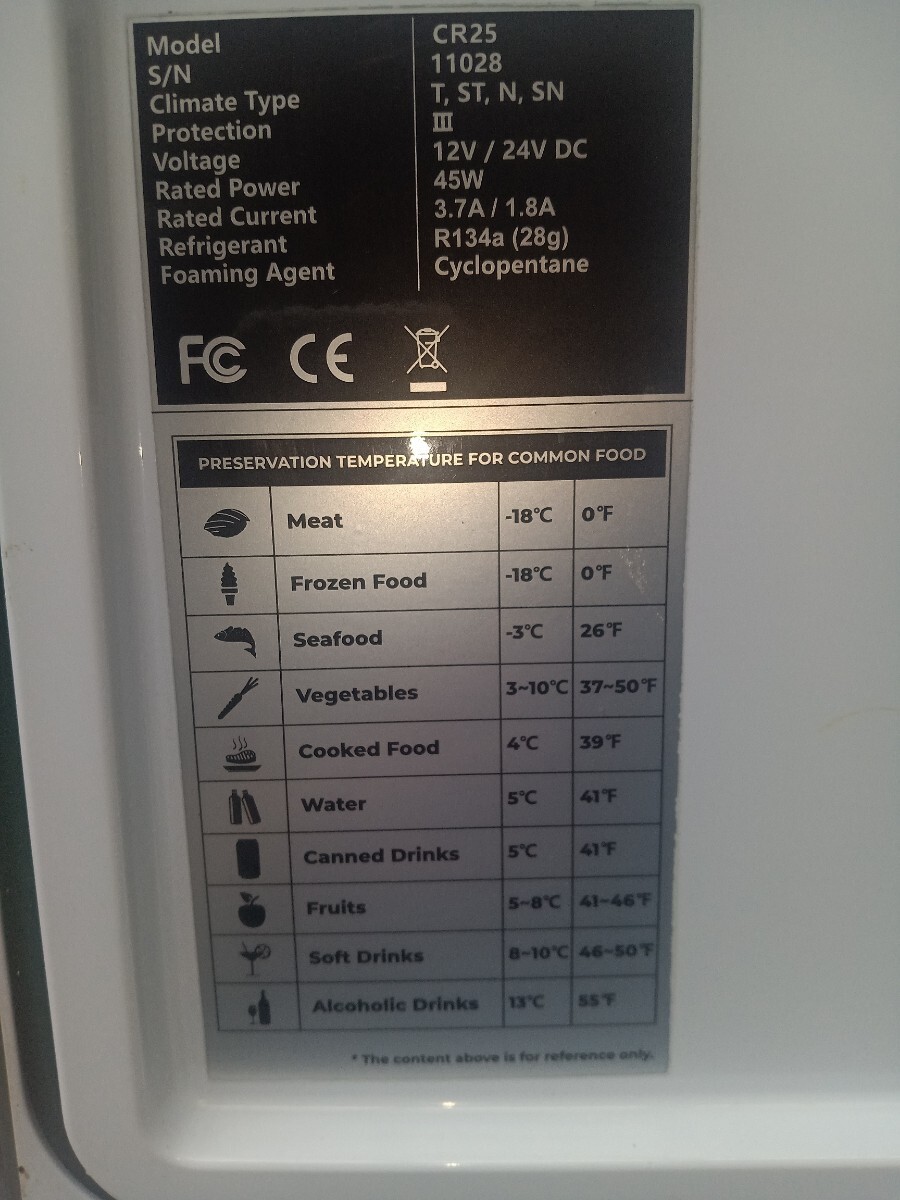 Model CR25
S/N 11028
Climate Type T, ST, N, SN
Protection III
Voltage 12V / 24V DC
Rated Power 45W
Rated Current 3.7A / 1.8A
Refrigerant R134a (28g)
Foaming Agent Cyclopentane
FC CE
PRESERVATION TEMPERATURE FOR COMMON FOOD
Meat -18°C 0°F
Frozen Food -18°C 0°F
Seafood -3°C 26°F
Vegetables 3~10°C 37~50°F
Cooked Food 4°C 39°F
Water 5°C 41°F
Canned Drinks 5°C 41°F
Fruits 5~8°C 41~46°F
Soft Drinks 8~10°C 46~50°F
Alcoholic Drinks 13°C 55°F
* The content above is for reference only.